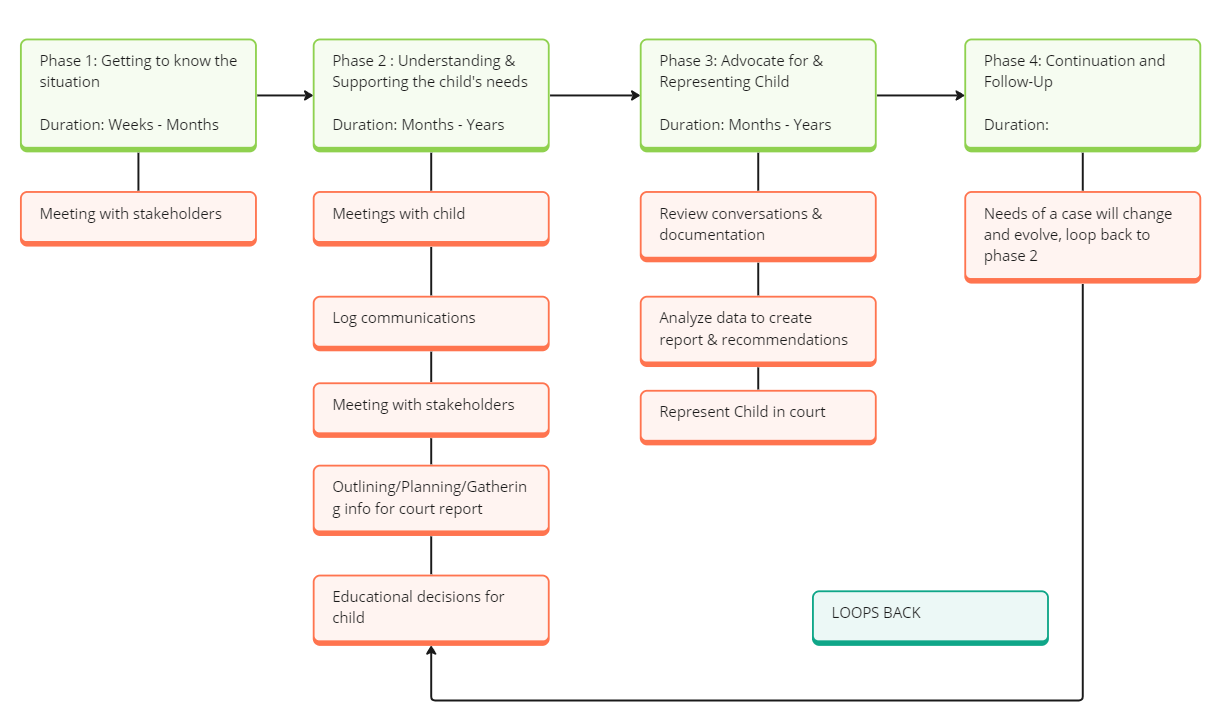 Phase 1: Getting to know the
situation
Duration: Weeks - Months
Meeting with stakeholders
Phase 2 : Understanding &
Supporting the child's needs
Duration: Months - Years
Meetings with child
Log communications
Meeting with stakeholders
Outlining/Planning/Gatherin
g info for court report
Educational decisions for
child
Phase 3: Advocate for &
Representing Child
Duration: Months - Years
Review conversations &
documentation
Analyze data to create
report & recommendations
Represent Child in court
Phase 4: Continuation and
Follow-Up
Duration:
Needs of a case will change
and evolve, loop back to
phase 2
LOOPS BACK